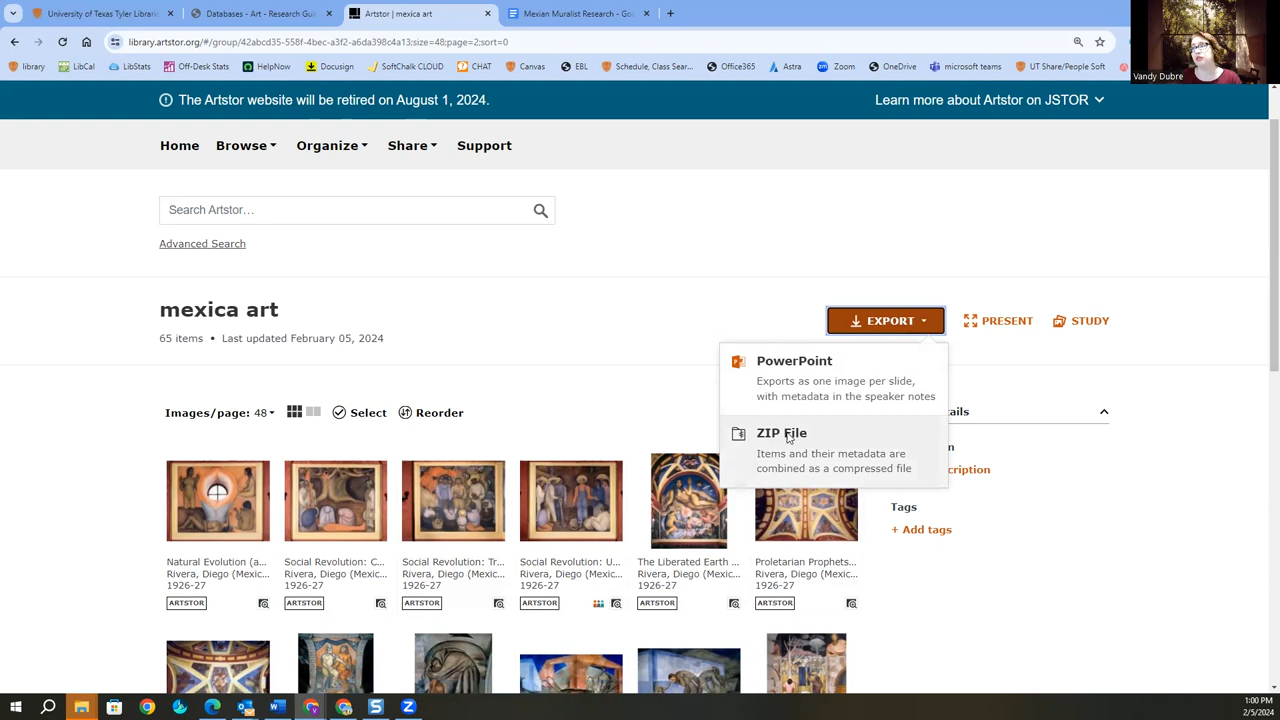 University of Texas Tyler Librarie
Databases - Art - Research Gui
Artstor | mexica art
Mexian Muralist Research - Goo
library.artstor.org/#/group/42abcd35-558f-4bec-a3f2-a6da398c4a13;size=48;page=2;sort=0
library
LibCal
LibStats
Off-Desk Stats
HelpNow
Docusign
SoftChalk CLOUD
CHAT
Canvas
EBL
Schedule, Class Sear...
Office365
Astra
Zoom
OneDrive
microsoft teams
UT Share/People Soft
Vandy Dubre
The Artstor website will be retired on August 1, 2024.
Learn more about Artstor on JSTOR
Home
Browse
Organize
Share
Support
Search Artstor...
Advanced Search
mexica art
65 items • Last updated February 05, 2024
EXPORT
PRESENT
STUDY
PowerPoint
Exports as one image per slide,
with metadata in the speaker notes
ZIP File
Items and their metadata are
combined as a compressed file
Images/page: 48
Select
Reorder
Tags
+ Add tags
Natural Evolution (a...
Rivera, Diego (Mexic...
1926-27
ARTSTOR
Social Revolution: C...
Rivera, Diego (Mexic...
1926-27
ARTSTOR
Social Revolution: Tr...
Rivera, Diego (Mexic...
1926-27
ARTSTOR
Social Revolution: U...
Rivera, Diego (Mexic...
1926-27
ARTSTOR
The Liberated Earth ...
Rivera, Diego (Mexic...
1926-27
ARTSTOR
Proletarian Prophets...
Rivera, Diego (Mexic...
1926-27
ARTSTOR
1:00 PM
2/5/2024